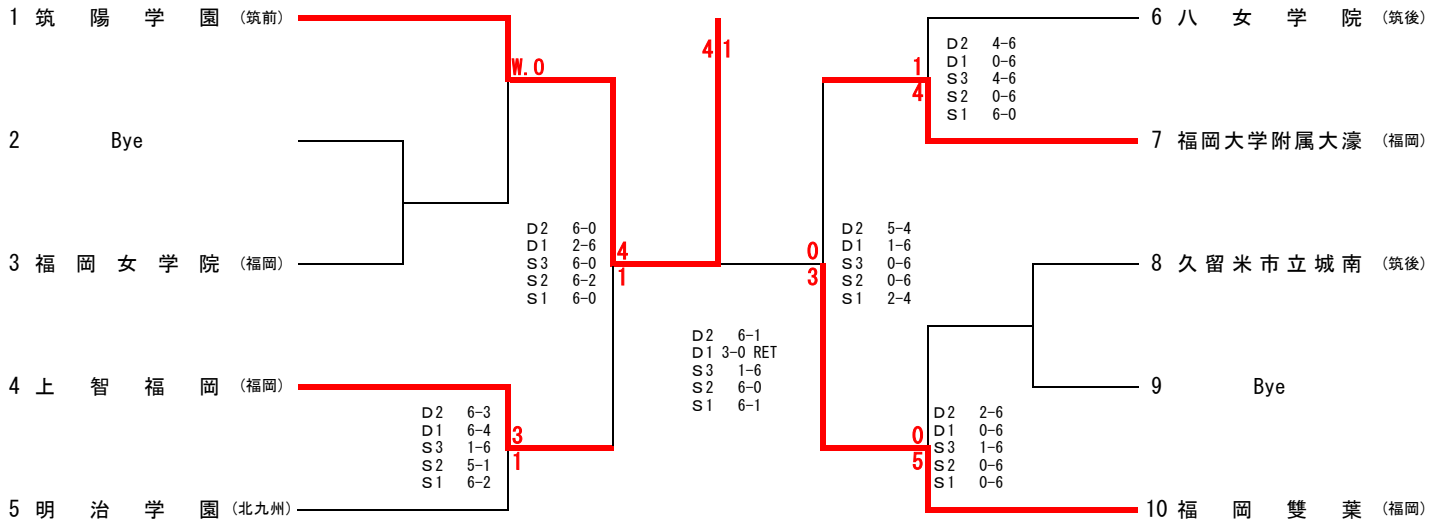 1 筑陽学園 (筑前)
W.0
2 Bye
3 福岡女学院 (福岡)
D2 6-0
D1 2-6
S3 6-0
S2 6-2
S1 6-0
4
1
4 上智福岡 (福岡)
D2 6-3
D1 6-4
S3 1-6
S2 5-1
S1 6-2
3
1
5 明治学園 (北九州)
4 1
D2 6-1
D1 3-0 RET
S3 1-6
S2 6-0
S1 6-1
6 八女学院 (筑後)
1
4
D2 4-6
D1 0-6
S3 4-6
S2 0-6
S1 6-0
7 福岡大学附属大濠 (福岡)
0
3
D2 5-4
D1 1-6
S3 0-6
S2 0-6
S1 2-4
8 久留米市立城南 (筑後)
9 Bye
0
5
D2 2-6
D1 0-6
S3 1-6
S2 0-6
S1 0-6
10 福岡雙葉 (福岡)